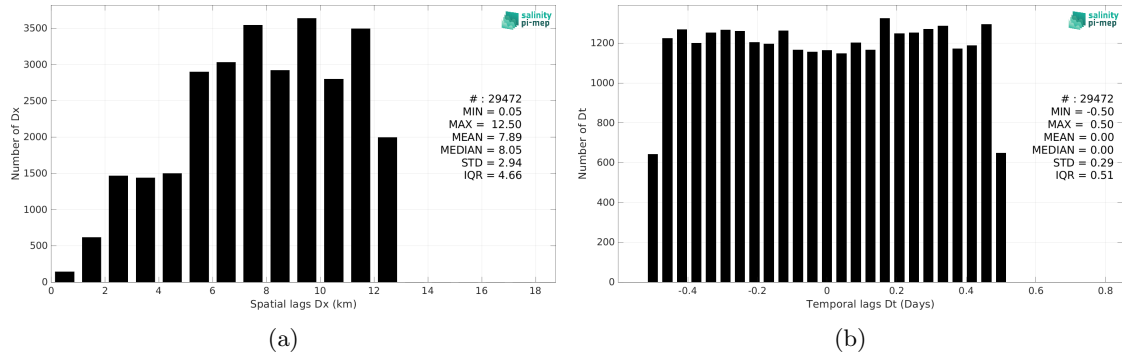 salinity
pi-mep
3500
3000
2500
2000
1500
1000
500
0
Number of Dx
# : 29472
MIN = 0.05
MAX = 12.50
MEAN = 7.89
MEDIAN = 8.05
STD = 2.94
IQR = 4.66
0 2 4 6 8 10 12 14 16 18
Spatial lags Dx (km)
(a)
salinity
pi-mep
1200
1000
800
600
400
200
0
Number of Dt
# : 29472
MIN = -0.50
MAX = 0.50
MEAN = 0.00
MEDIAN = 0.00
STD = 0.29
IQR = 0.51
-0.4 -0.2 0 0.2 0.4 0.6 0.8
Temporal lags Dt (Days)
(b)